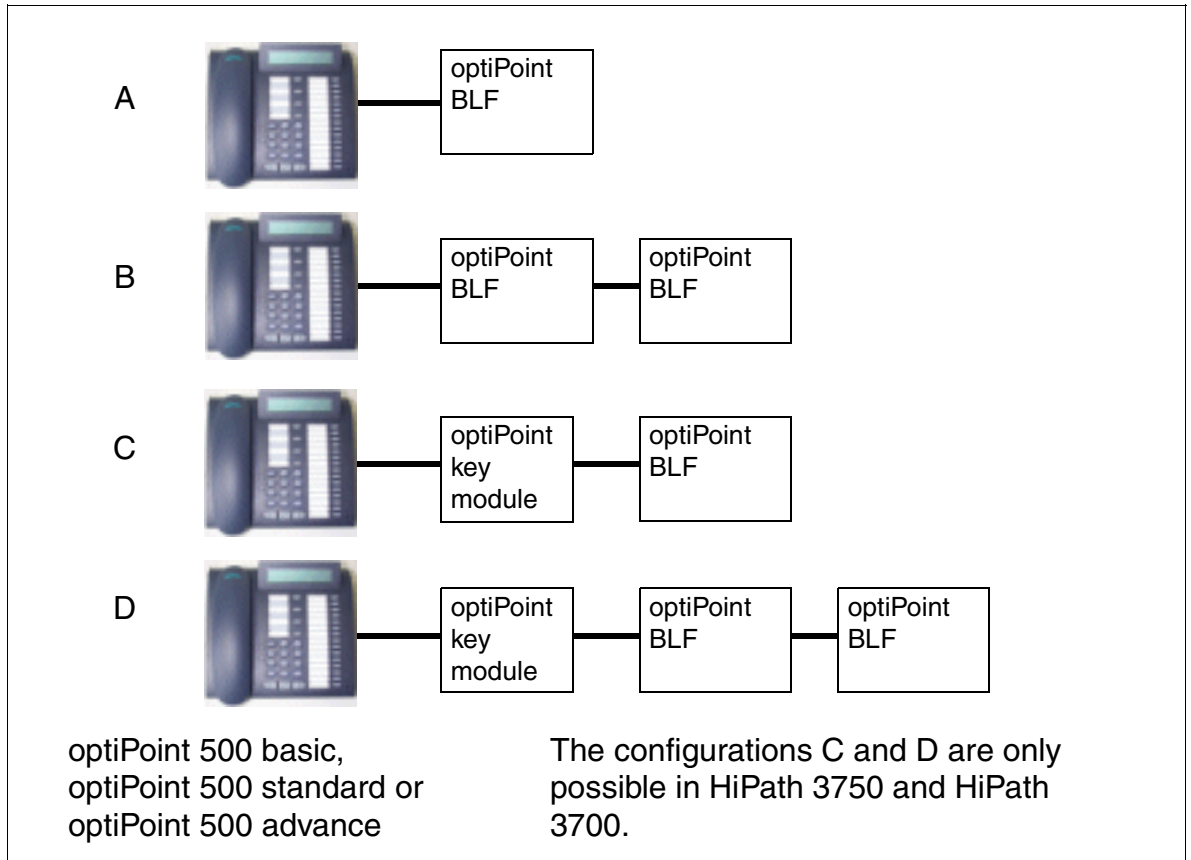 A
optiPoint
BLF
B
optiPoint
BLF
optiPoint
BLF
C
optiPoint
key
module
optiPoint
BLF
D
optiPoint
key
module
optiPoint
BLF
optiPoint
BLF
optiPoint 500 basic,
optiPoint 500 standard or
optiPoint 500 advance
The configurations C and D are only
possible in HiPath 3750 and HiPath
3700.